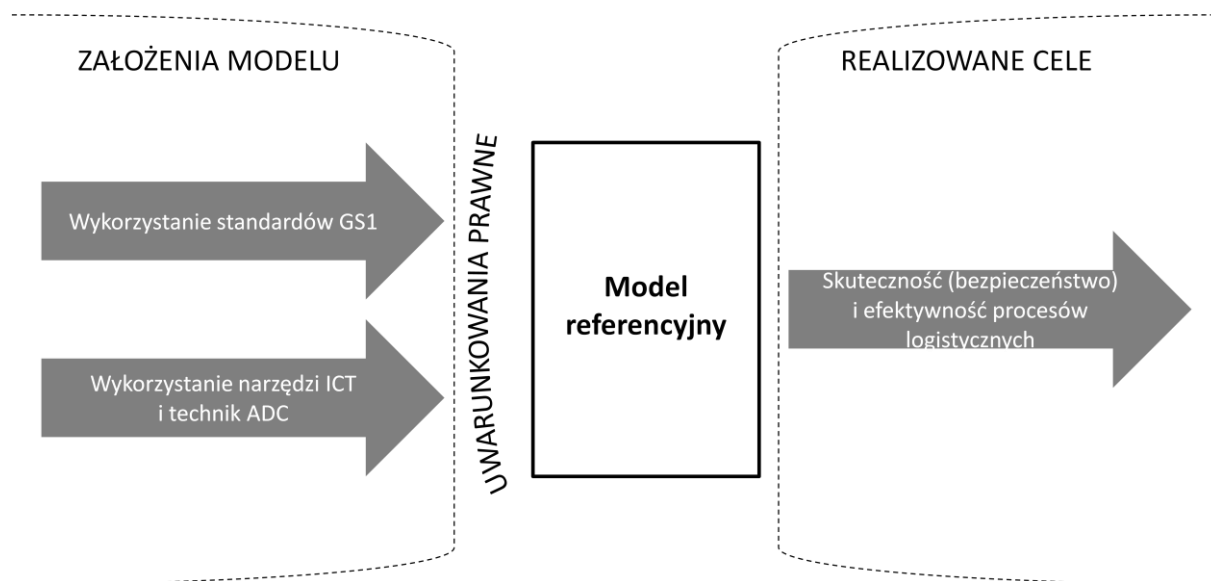 ZAŁOŻENIA MODELU
REALIZOWANE CELE
Wykorzystanie standardów GS1
Wykorzystanie narzędzi ICT
i technik ADC
UWARUNKOWANIA PRAWNE
Model
referencyjny
Skuteczność (bezpieczeństwo)
i efektywność procesów
logistycznych